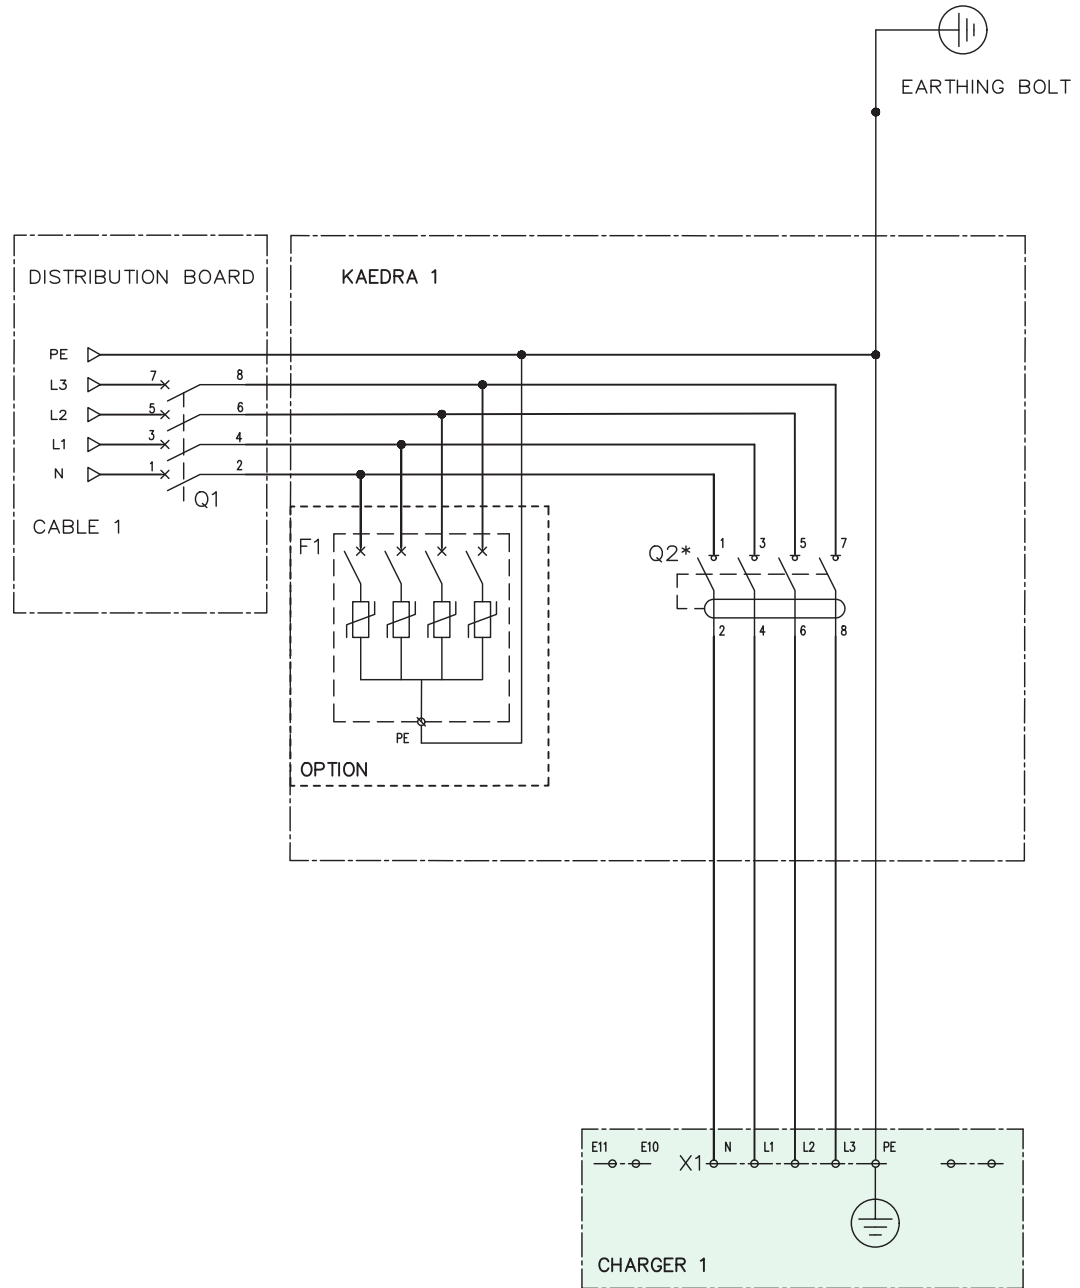 EARTHING BOLT
DISTRIBUTION BOARD
KAEDRA 1
PE
L3 7 8
L2 5 6
L1 3 4
N 1 2
Q1
CABLE 1
F1
Q2* 1 3 5 7
2 4 6 8
PE
OPTION
E11 E10 N L1 L2 L3 PE
X1
CHARGER 1